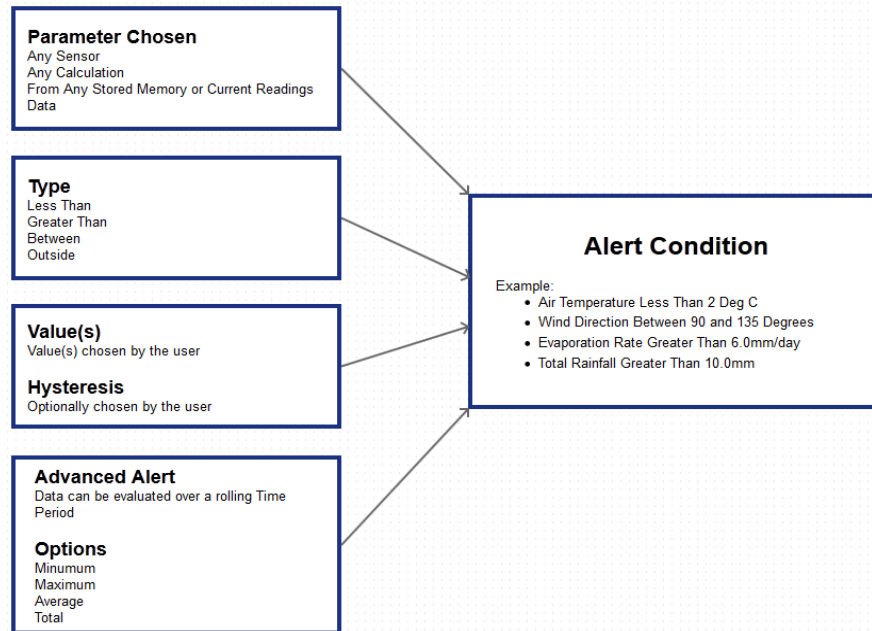 Parameter Chosen
Any Sensor
Any Calculation
From Any Stored Memory or Current Readings
Data
Type
Less Than
Greater Than
Between
Outside
Value(s)
Value(s) chosen by the user
Hysteresis
Optionally chosen by the user
Advanced Alert
Data can be evaluated over a rolling Time
Period
Options
Minumum
Maximum
Average
Total
Alert Condition
Example:
• Air Temperature Less Than 2 Deg C
• Wind Direction Between 90 and 135 Degrees
• Evaporation Rate Greater Than 6.0mm/day
• Total Rainfall Greater Than 10.0mm